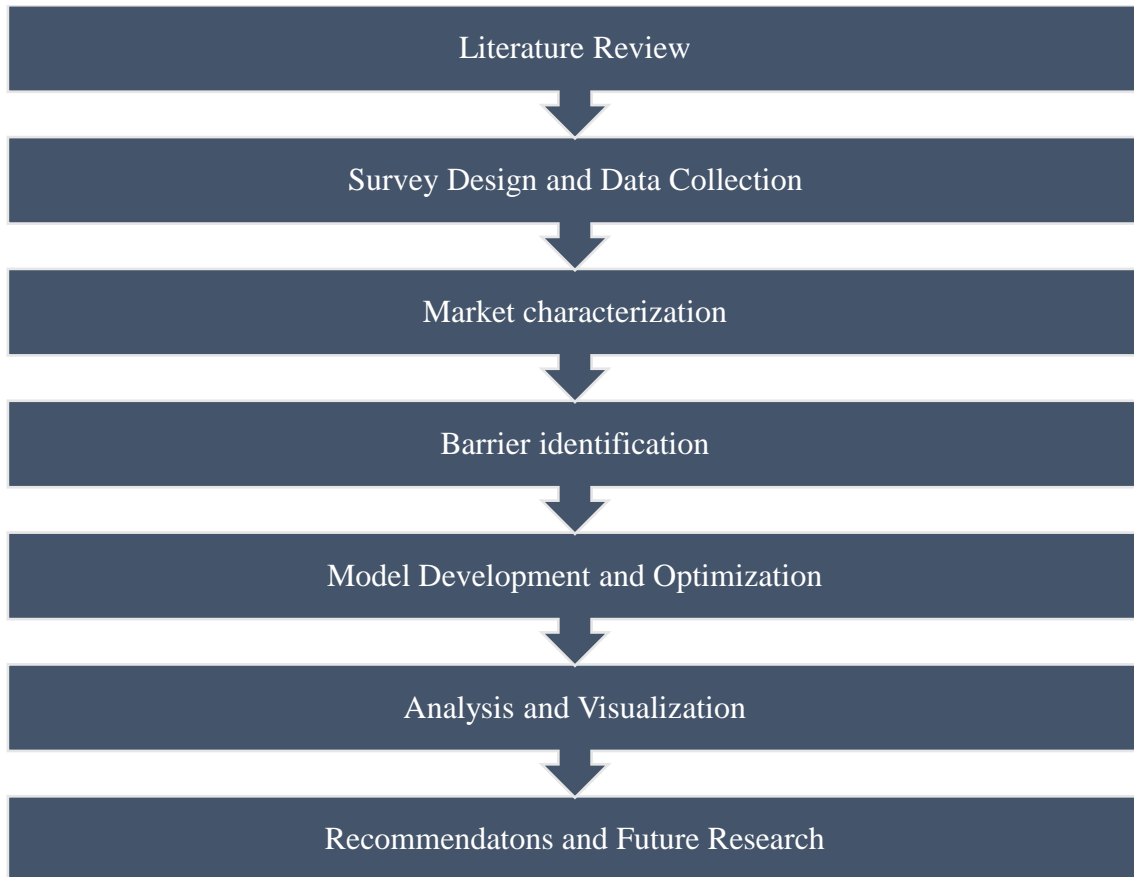 Literature Review
Survey Design and Data Collection
Market characterization
Barrier identification
Model Development and Optimization
Analysis and Visualization
Recommendatons and Future Research